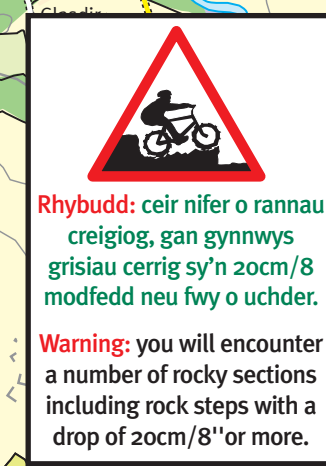 Rhybudd: ceir nifer o rannau
creigiog, gan gynnwys
grisiau cerrig sy'n 20cm/8
modfedd neu fwy o uchder.
Warning: you will encounter
a number of rocky sections
including rock steps with a
drop of 20cm/8''or more.